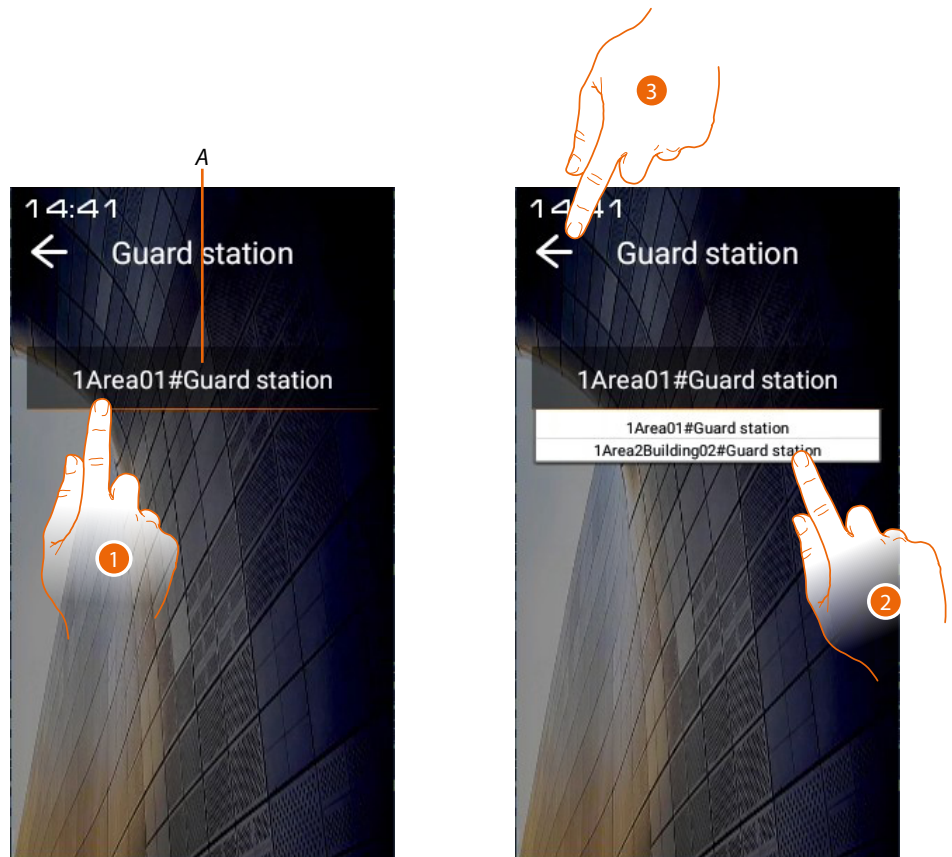 A
14:41
Guard station
1Area01#Guard station
1
3
14:41
Guard station
1Area01#Guard station
1Area01#Guard station
1Area2Building02#Guard station
2